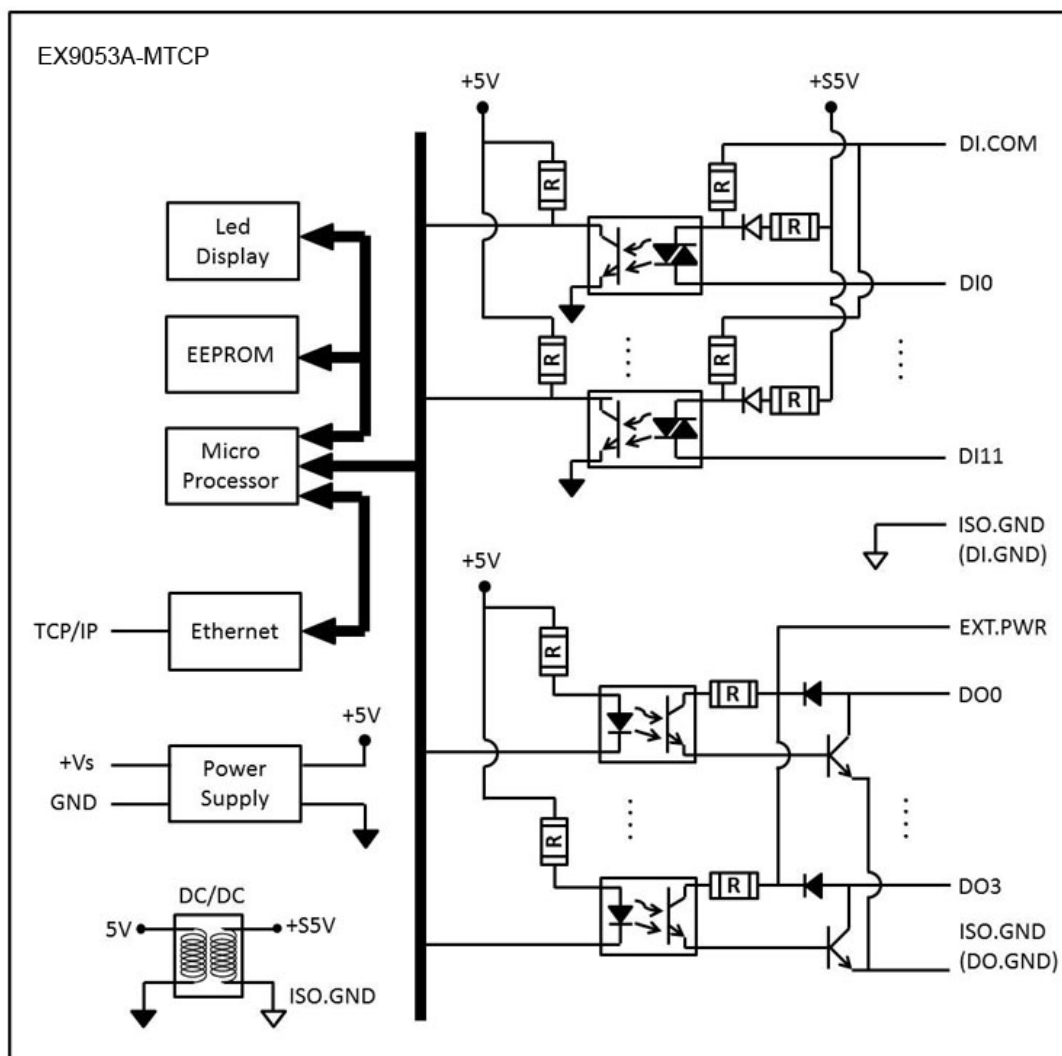 EX9053A-MTCP
+5V
+S5V
DI.COM
R
R
R
Led
Display
DI0
R
R
R
EEPROM
Micro
Processor
DI11
ISO.GND
(DI.GND)
+5V
Ethernet
TCP/IP
EXT.PWR
R
R
DO0
+5V
+Vs
Power
Supply
GND
R
R
DO3
DC/DC
5V
+S5V
ISO.GND
ISO.GND
(DO.GND)